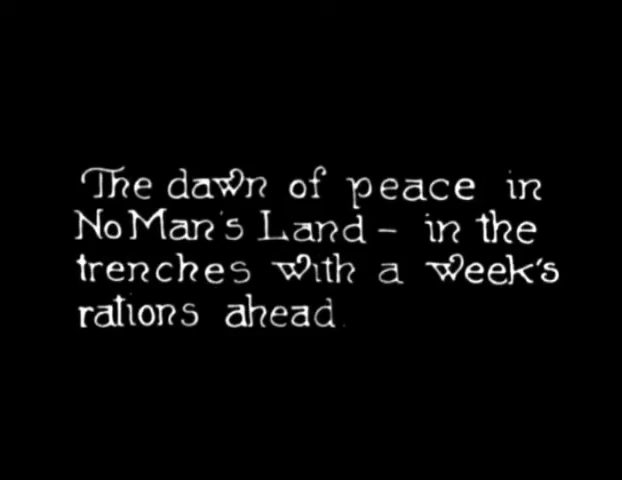 The dawn of peace in
No Man's Land – in the
trenches with a week's
rations ahead.